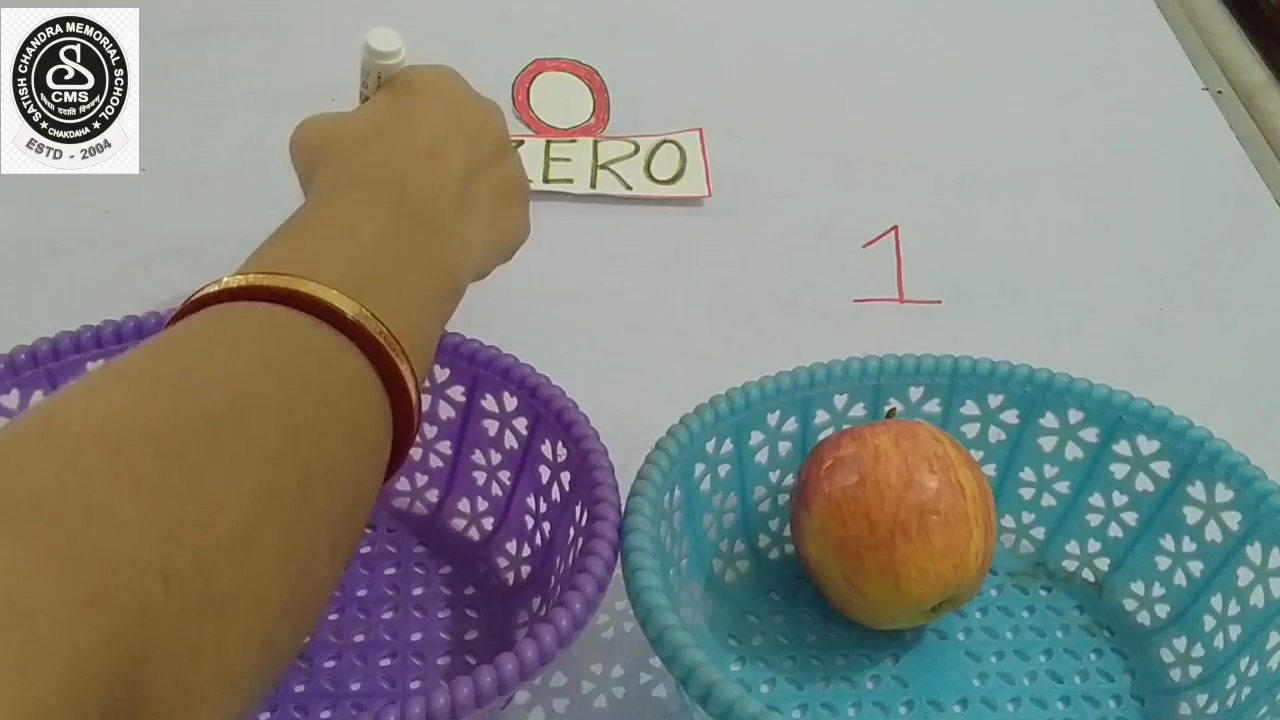 SATISH CHANDRA MEMORIAL SCHOOL
S
CMS
★ CHAKDAHA ★
ESTD - 2004
0
ZERO
1